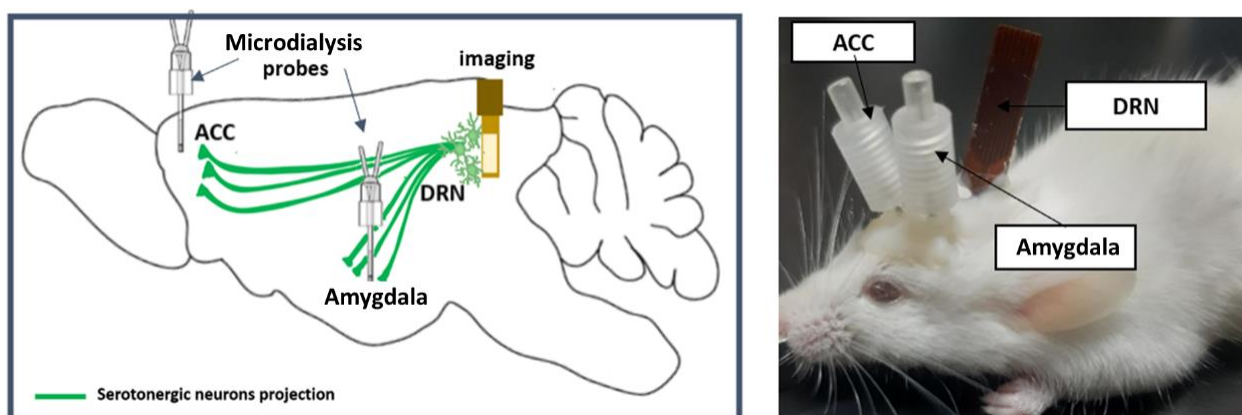 Microdialysis
probes
imaging
ACC
DRN
Amygdala
Serotonergic neurons projection
ACC
DRN
Amygdala